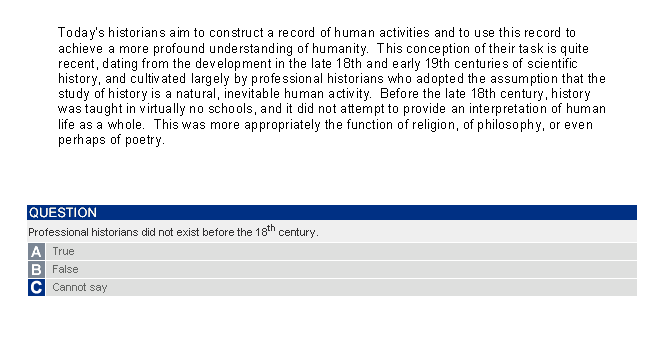 Today's historians aim to construct a record of human activities and to use this record to
achieve a more profound understanding of humanity.  This conception of their task is quite
recent, dating from the development in the late 18th and early 19th centuries of scientific
history, and cultivated largely by professional historians who adopted the assumption that the
study of history is a natural, inevitable human activity.  Before the late 18th century, history
was taught in virtually no schools, and it did not attempt to provide an interpretation of human
life as a whole.  This was more appropriately the function of religion, of philosophy, or even
perhaps of poetry.
QUESTION
Professional historians did not exist before the 18th century.
A True
B False
C Cannot say